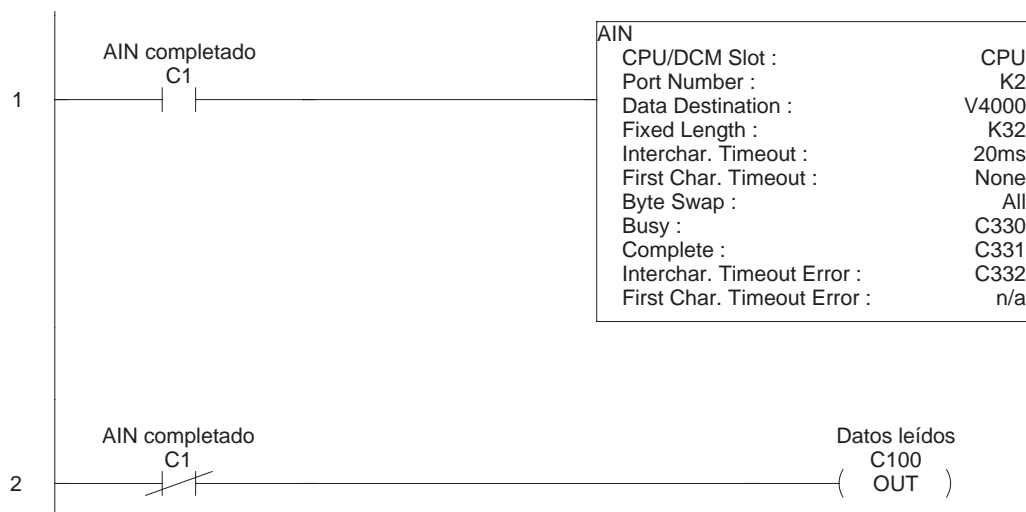 AIN completado
C1
1
AIN
CPU/DCM Slot : CPU
Port Number : K2
Data Destination : V4000
Fixed Length : K32
Interchar. Timeout : 20ms
First Char. Timeout : None
Byte Swap : All
Busy : C330
Complete : C331
Interchar. Timeout Error : C332
First Char. Timeout Error : n/a
AIN completado
C1
2
Datos leídos
C100
OUT